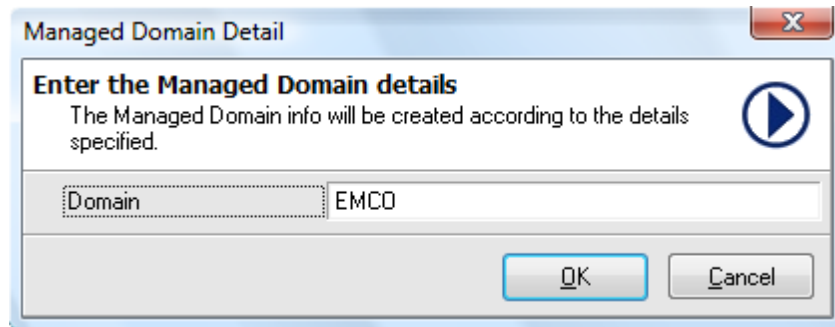 Managed Domain Detail
Enter the Managed Domain details
The Managed Domain info will be created according to the details
specified.
Domain EMCO
OK Cancel